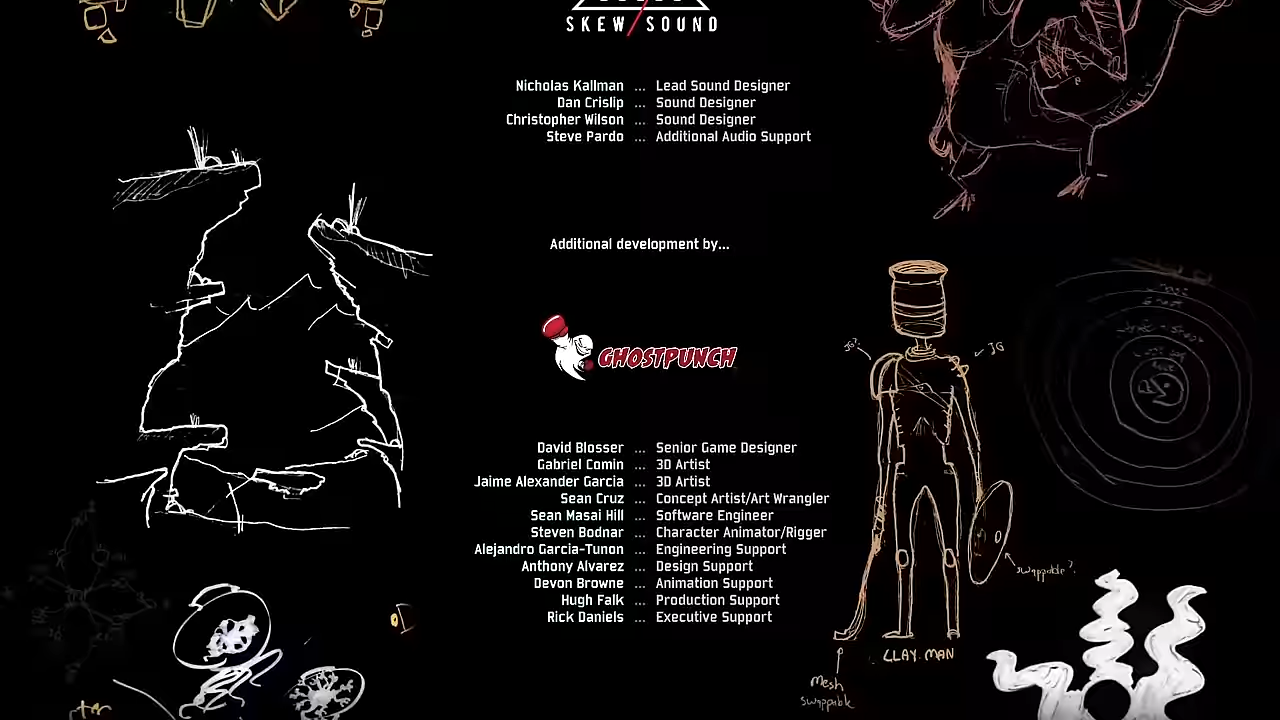 SKEW/SOUND
Nicholas Kallman ... Lead Sound Designer
Dan Crislip ... Sound Designer
Christopher Wilson ... Sound Designer
Steve Pardo ... Additional Audio Support
Additional development by...
GHOSTPUNCH
David Blosser ... Senior Game Designer
Gabriel Comin ... 3D Artist
Jaime Alexander Garcia ... 3D Artist
Sean Cruz ... Concept Artist/Art Wrangler
Sean Masai Hill ... Software Engineer
Steven Bodnar ... Character Animator/Rigger
Alejandro Garcia-Tunon ... Engineering Support
Anthony Alvarez ... Design Support
Devon Browne ... Animation Support
Hugh Falk ... Production Support
Rick Daniels ... Executive Support
JG?
JG
swappable?
CLAY MAN
Mesh
swappable